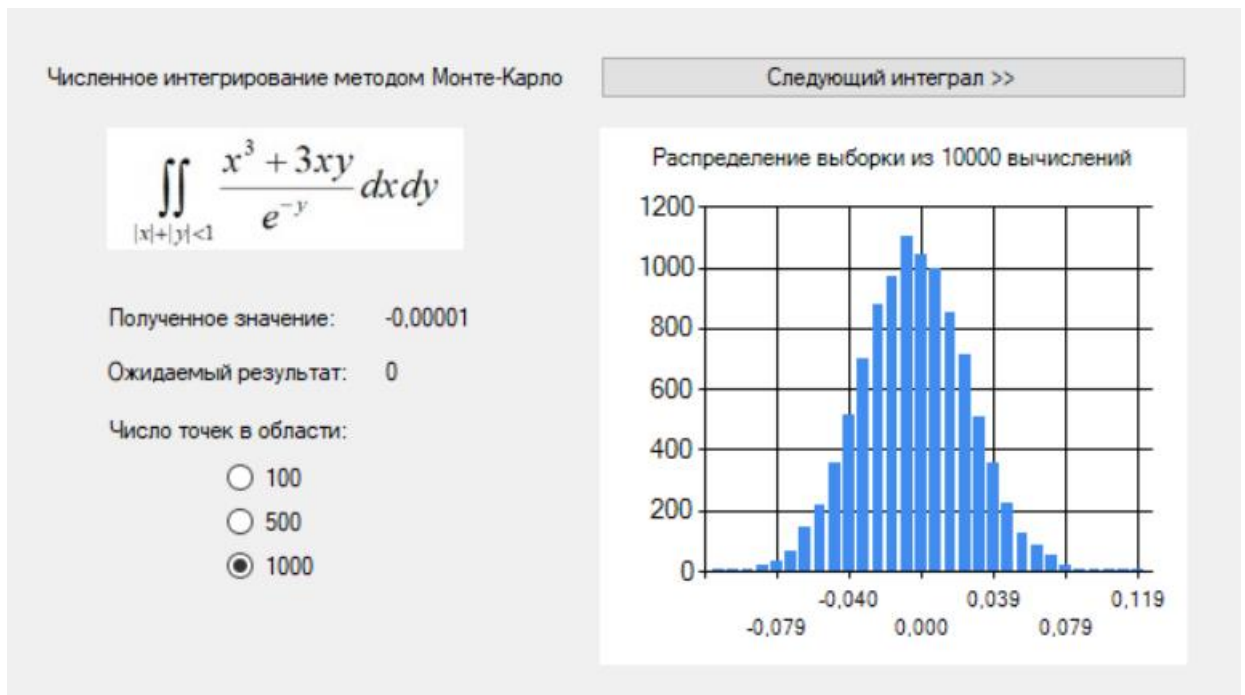 Численное интегрирование методом Монте-Карло
Следующий интеграл >>
∬ (x³ + 3xy) / e⁻ʸ dx dy
|x|+|y|<1
Полученное значение: -0,00001
Ожидаемый результат: 0
Число точек в области:
100
500
1000
Распределение выборки из 10000 вычислений
1200
1000
800
600
400
200
0
-0,040 0,039 0,119
-0,079 0,000 0,079